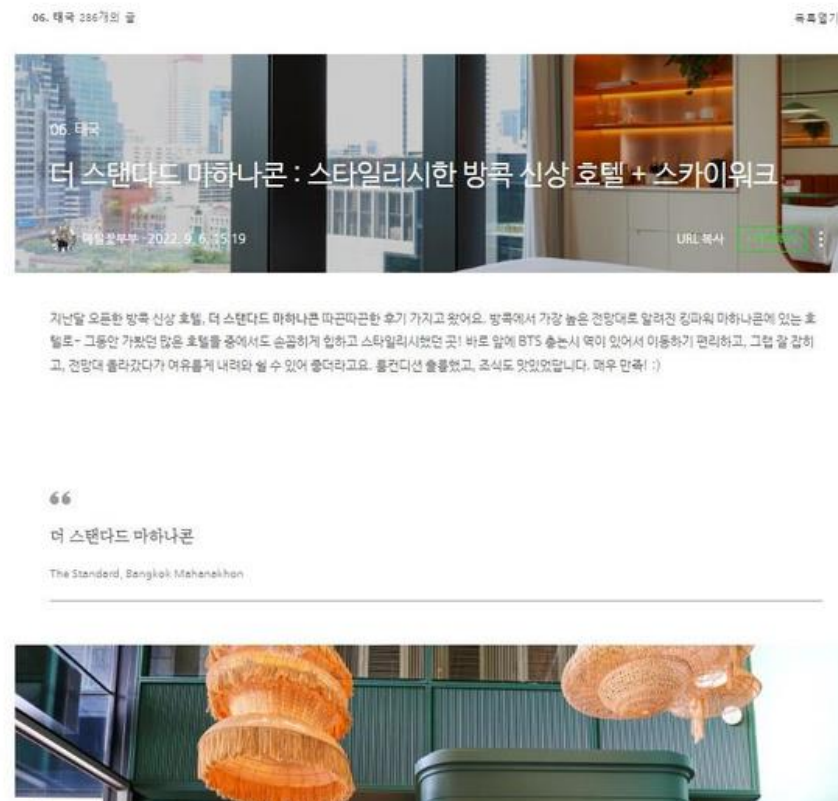 06. 태국 286개의 글
목록열기
06. 태국
더 스탠다드 마하나콘 : 스타일리시한 방콕 신상 호텔 + 스카이워크
2022. 9. 6. 15:19
URL 복사
지난달 오픈한 방콕 신상 호텔, 더 스탠다드 마하나콘 따끈따끈한 후기 가지고 왔어요. 방콕에서 가장 높은 전망대로 알려진 킹파워 마하나콘에 있는 호
텔로~ 그동안 가봤던 많은 호텔들 중에서도 손꼽히게 힙하고 스타일리시했던 곳! 바로 앞에 BTS 총논시 역이 있어서 이동하기 편리하고, 그랩 잘 잡히
고, 전망대 올라갔다가 여유롭게 내려와 쉴 수 있어 좋더라고요. 룸컨디션 훌륭했고, 조식도 맛있었답니다. 매우 만족! :)
더 스탠다드 마하나콘
The Standard, Bangkok Mahanakhon